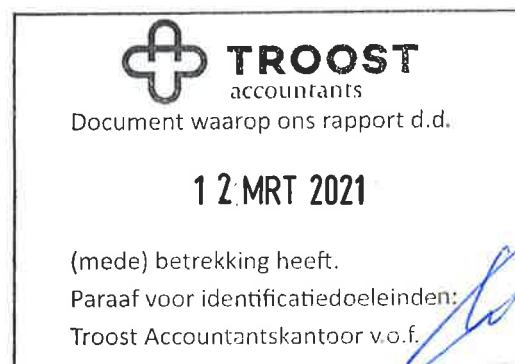 TROOST
accountants
Document waarop ons rapport d.d.
12 MRT 2021
(mede) betrekking heeft.
Paraaf voor identificatiedoeleinden:
Troost Accountantskantoor v.o.f.